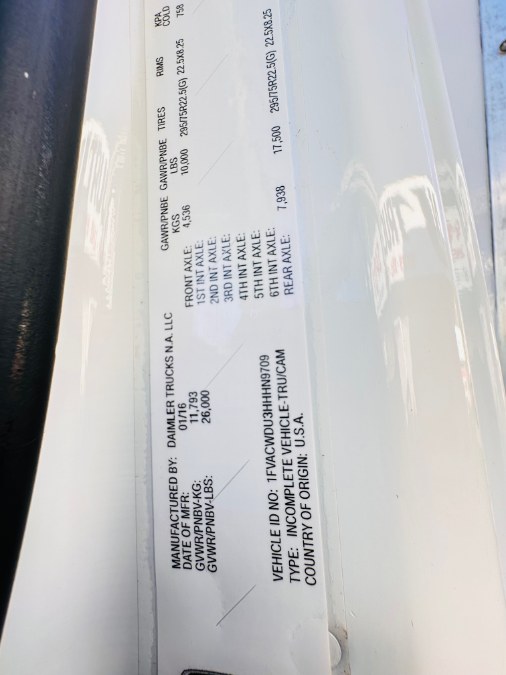 MANUFACTURED BY: DAIMLER TRUCKS N.A. LLC
DATE OF MFR: 01/16
GVWR/PNBV-KG: 11,793
GVWR/PNBV-LBS: 26,000
GAWR/PNBE KGS GAWR/PNBE LBS TIRES RIMS KPA COLD
FRONT AXLE: 4,536 10,000 295/75R22.5(G) 22.5X8.25 758
1ST INT AXLE:
2ND INT AXLE:
3RD INT AXLE:
4TH INT AXLE:
5TH INT AXLE:
6TH INT AXLE:
REAR AXLE: 7,938 17,500 295/75R22.5(G) 22.5X8.25
VEHICLE ID NO: 1FVACWDU3HHHN9709
TYPE: INCOMPLETE VEHICLE-TRU/CAM
COUNTRY OF ORIGIN: U.S.A.